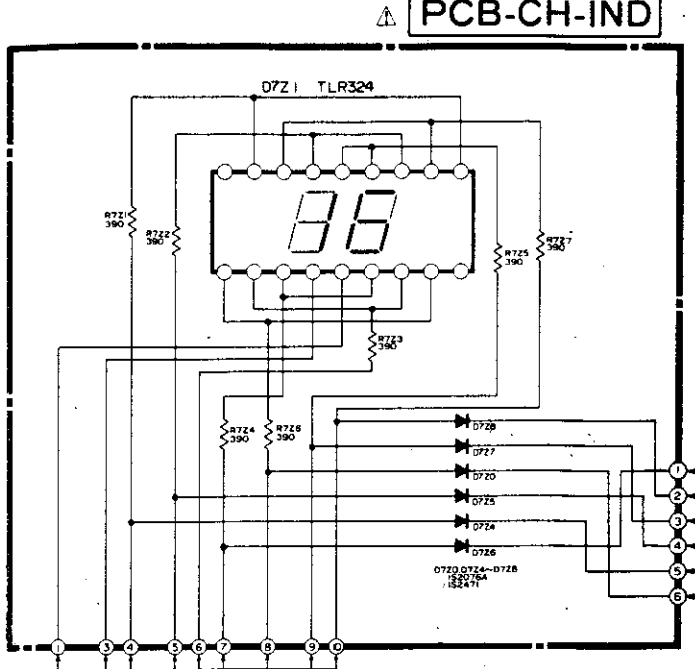 ⚠ PCB-CH-IND
D7Z1 TLR324
R7Z1
390
R7Z2
390
R7Z5
390
R7Z7
390
36
R7Z3
390
R7Z4
390
R7Z6
390
D7Z8
D7Z7
D7Z0
D7Z5
D7Z4
D7Z6
D7Z0,D7Z4~D7Z8
1S2076A
1S2471
1
2
3
4
5
6
1 3 4 5 6 7 8 9 10